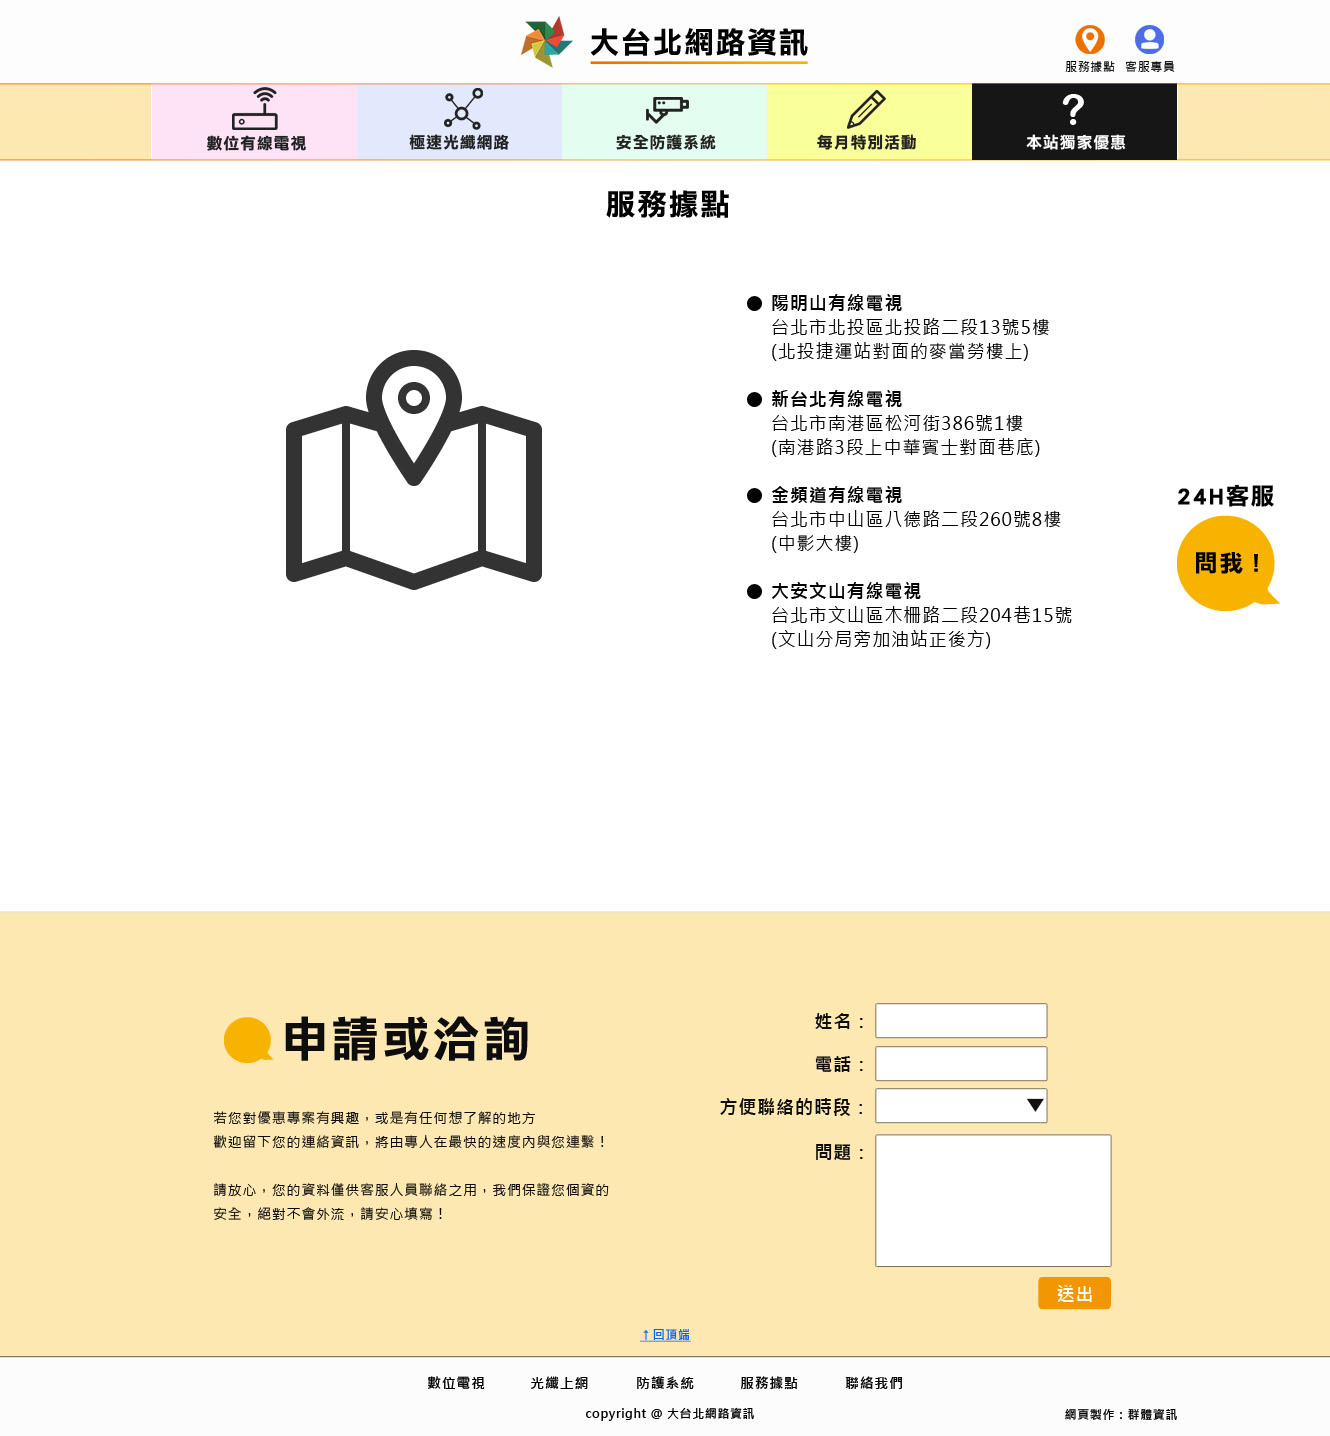 大台北網路資訊
服務據點 客服專員
數位有線電視 極速光纖網路 安全防護系統 每月特別活動 本站獨家優惠
服務據點
● 陽明山有線電視
台北市北投區北投路二段13號5樓
(北投捷運站對面的麥當勞樓上)
● 新台北有線電視
台北市南港區松河街386號1樓
(南港路3段上中華賓士對面巷底)
● 金頻道有線電視
台北市中山區八德路二段260號8樓
(中影大樓)
● 大安文山有線電視
台北市文山區木柵路二段204巷15號
(文山分局旁加油站正後方)
24H客服
問我！
申請或洽詢
若您對優惠專案有興趣，或是有任何想了解的地方
歡迎留下您的連絡資訊，將由專人在最快的速度內與您連繫！
請放心，您的資料僅供客服人員聯絡之用，我們保證您個資的
安全，絕對不會外流，請安心填寫！
姓名：
電話：
方便聯絡的時段：
問題：
送出
↑回頂端
數位電視 光纖上網 防護系統 服務據點 聯絡我們
copyright @ 大台北網路資訊
網頁製作：群體資訊